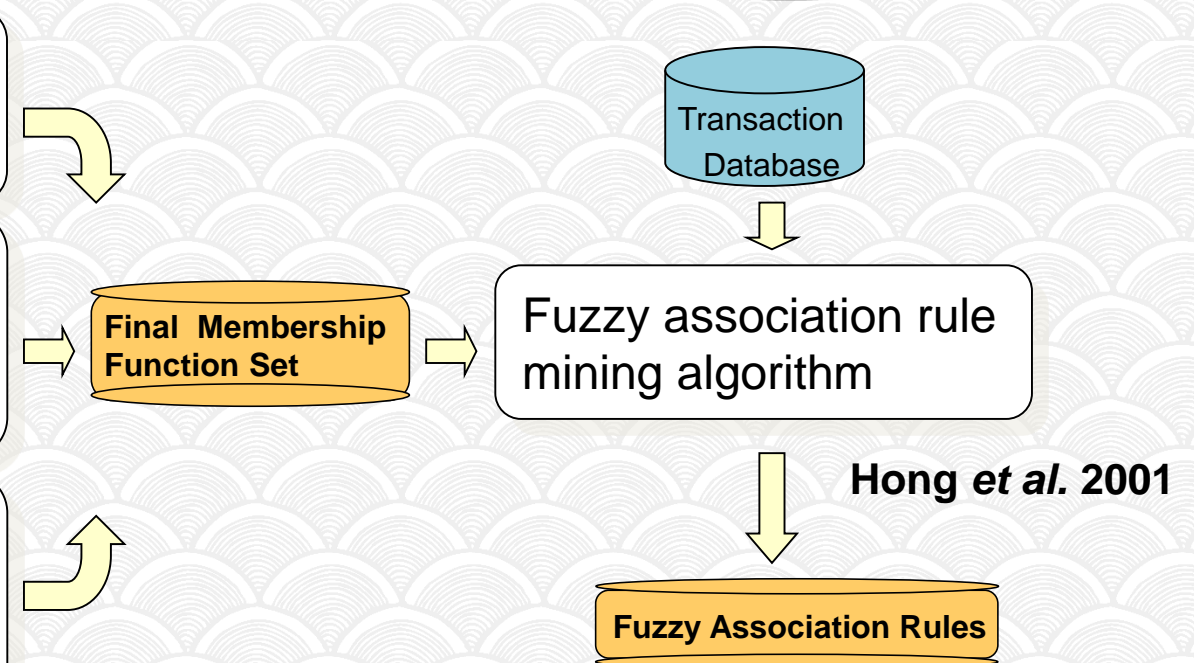 Transaction
Database
Final Membership
Function Set
Fuzzy association rule
mining algorithm
Hong et al. 2001
Fuzzy Association Rules